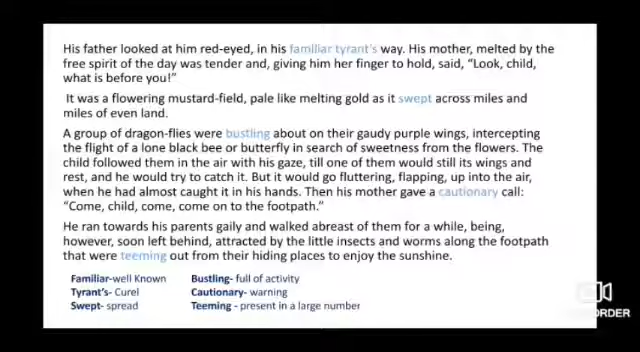 His father looked at him red-eyed, in his familiar tyrant's way. His mother, melted by the
free spirit of the day was tender and, giving him her finger to hold, said, "Look, child,
what is before you!"
It was a flowering mustard-field, pale like melting gold as it swept across miles and
miles of even land.
A group of dragon-flies were bustling about on their gaudy purple wings, intercepting
the flight of a lone black bee or butterfly in search of sweetness from the flowers. The
child followed them in the air with his gaze, till one of them would still its wings and
rest, and he would try to catch it. But it would go fluttering, flapping, up into the air,
when he had almost caught it in his hands. Then his mother gave a cautionary call:
"Come, child, come, come on to the footpath."
He ran towards his parents gaily and walked abreast of them for a while, being,
however, soon left behind, attracted by the little insects and worms along the footpath
that were teeming out from their hiding places to enjoy the sunshine.
Familiar-well Known Bustling- full of activity
Tyrant's- Curel Cautionary- warning
Swept- spread Teeming - present in a large number
ORDER